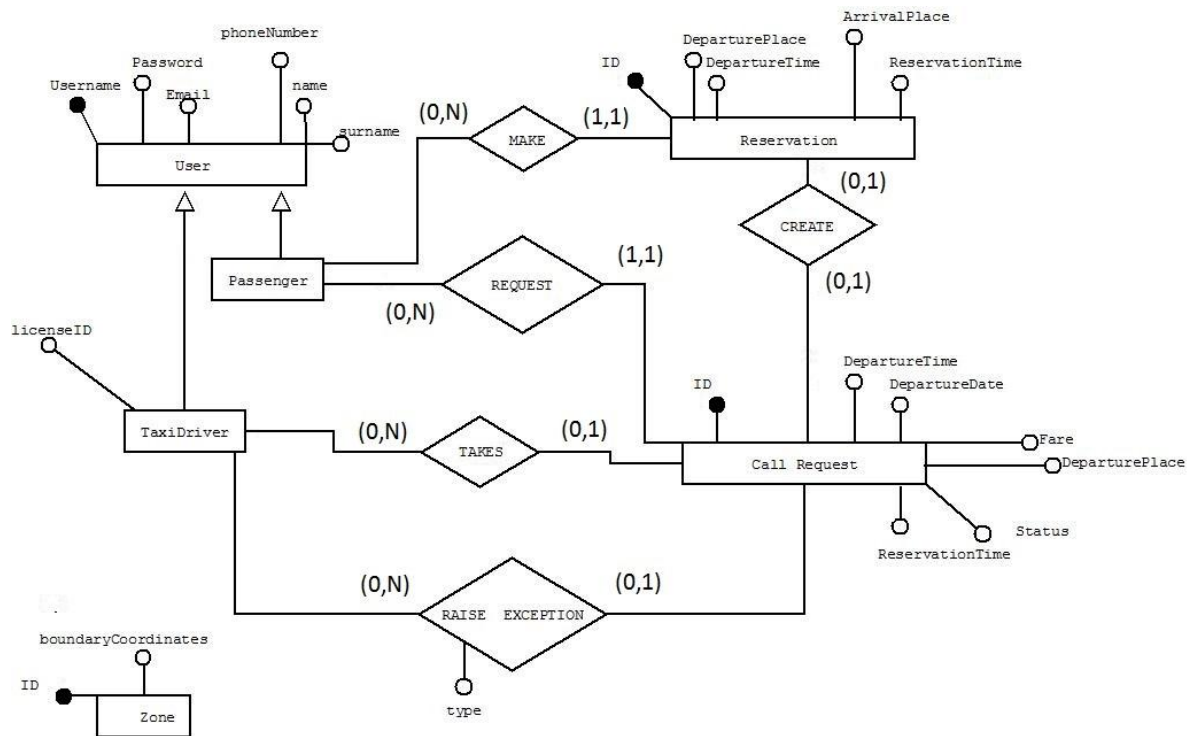 ArrivalPlace
phoneNumber
DeparturePlace
Password
ID
DepartureTime
ReservationTime
Username
Email
name
(0,N)
(1,1)
surname
MAKE
Reservation
User
(0,1)
CREATE
(1,1)
Passenger
REQUEST
(0,1)
(0,N)
licenseID
DepartureTime
ID
DepartureDate
TaxiDriver
(0,N)
(0,1)
Fare
TAKES
Call Request
DeparturePlace
Status
ReservationTime
(0,N)
(0,1)
RAISE EXCEPTION
boundaryCoordinates
ID
type
Zone